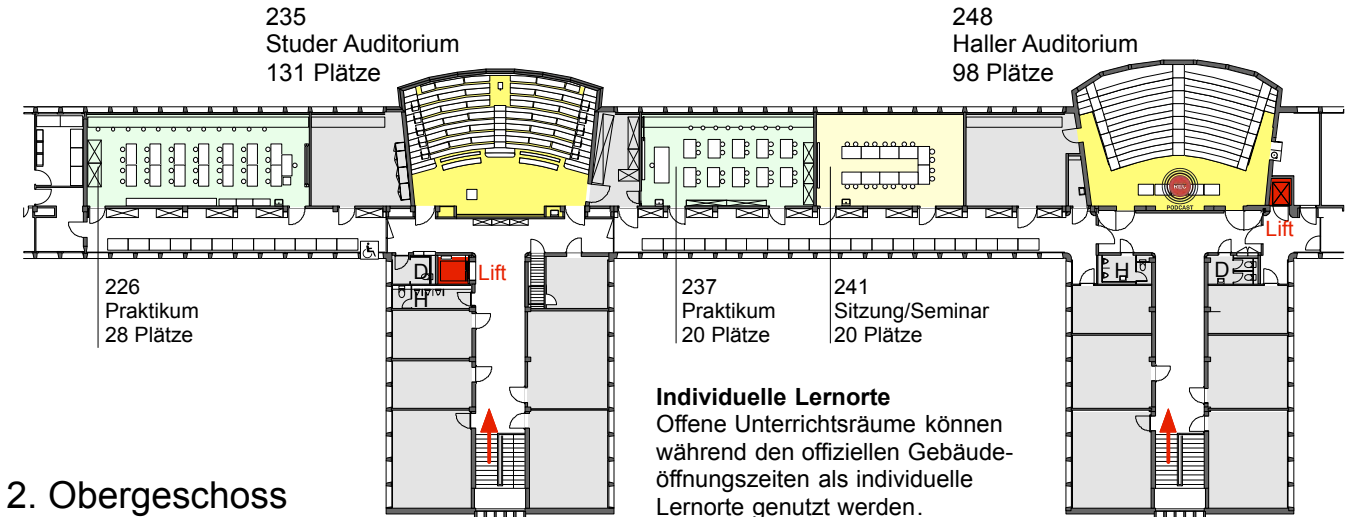 235
Studer Auditorium
131 Plätze
248
Haller Auditorium
98 Plätze
PODCAST
Lift
Lift
D
H
H
D
226
Praktikum
28 Plätze
237
Praktikum
20 Plätze
241
Sitzung/Seminar
20 Plätze
Individuelle Lernorte
Offene Unterrichtsräume können
während den offiziellen Gebäude-
öffnungszeiten als individuelle
Lernorte genutzt werden.
2. Obergeschoss